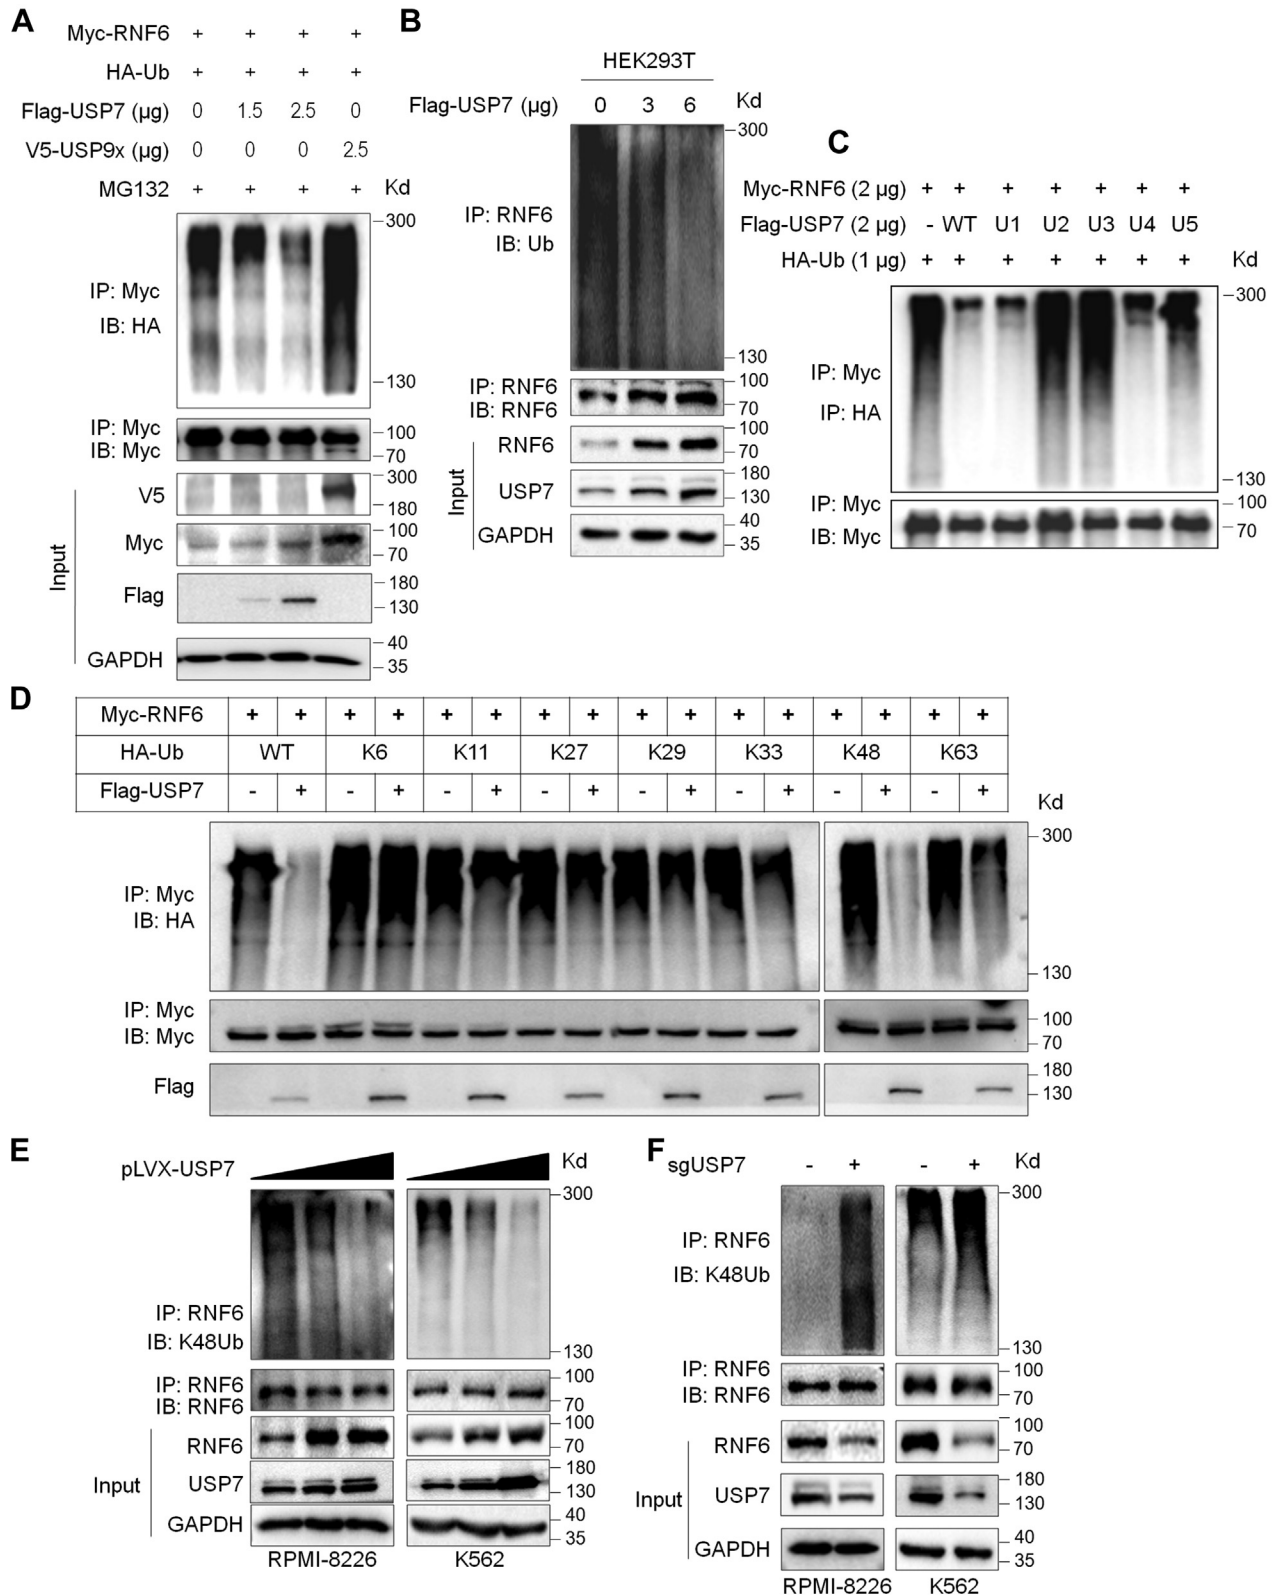 A
Myc-RNF6 + + + +
HA-Ub + + + +
Flag-USP7 (μg) 0 1.5 2.5 0
V5-USP9x (μg) 0 0 0 2.5
MG132 + + + + Kd
300
IP: Myc
IB: HA
130
IP: Myc
IB: Myc
100
70
Input
V5
300
180
Myc
100
70
Flag
180
130
GAPDH
40
35
B
HEK293T
Flag-USP7 (μg) 0 3 6 Kd
300
IP: RNF6
IB: Ub
130
IP: RNF6
IB: RNF6
100
70
Input
RNF6
100
70
USP7
180
130
GAPDH
40
35
C
Myc-RNF6 (2 μg) + + + + + + +
Flag-USP7 (2 μg) - WT U1 U2 U3 U4 U5
HA-Ub (1 μg) + + + + + + + Kd
300
IP: Myc
IP: HA
130
IP: Myc
IB: Myc
100
70
D
Myc-RNF6 + + + + + + + + + + + + + + + +
HA-Ub WT K6 K11 K27 K29 K33 K48 K63
Flag-USP7 - + - + - + - + - + - + - + - +
Kd
300
IP: Myc
IB: HA
130
IP: Myc
IB: Myc
100
70
Flag
180
130
E
pLVX-USP7 Kd
300
IP: RNF6
IB: K48Ub
130
IP: RNF6
IB: RNF6
100
70
Input
RNF6
100
70
USP7
180
130
GAPDH
40
35
RPMI-8226 K562
F
sgUSP7 - + - + Kd
300
IP: RNF6
IB: K48Ub
130
IP: RNF6
IB: RNF6
100
70
Input
RNF6
100
70
USP7
180
130
GAPDH
40
35
RPMI-8226 K562